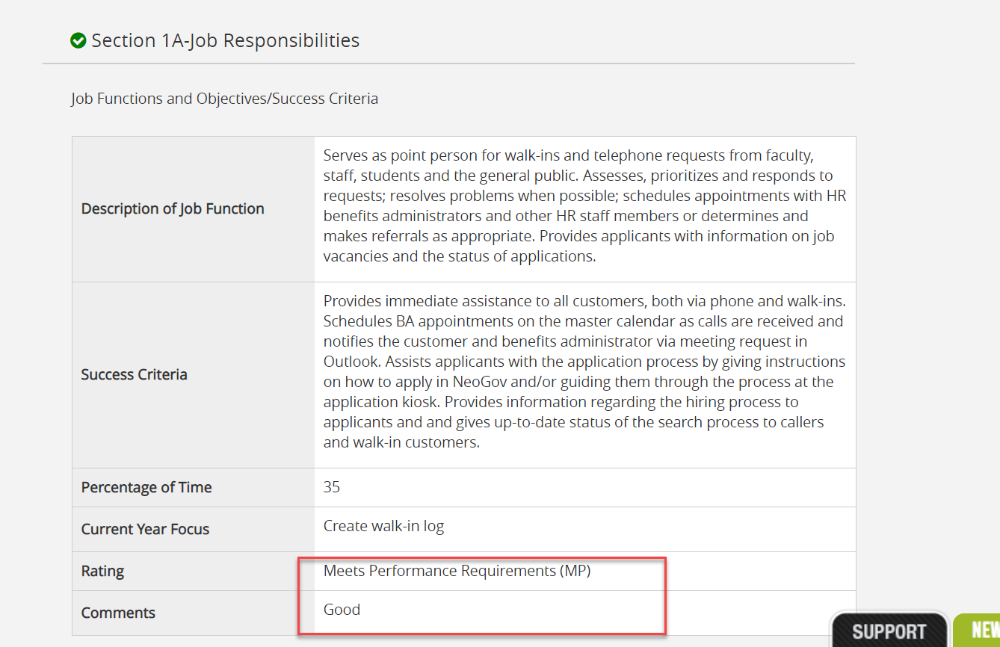 Section 1A-Job Responsibilities
Job Functions and Objectives/Success Criteria
Description of Job Function
Serves as point person for walk-ins and telephone requests from faculty,
staff, students and the general public. Assesses, prioritizes and responds to
requests; resolves problems when possible; schedules appointments with HR
benefits administrators and other HR staff members or determines and
makes referrals as appropriate. Provides applicants with information on job
vacancies and the status of applications.
Success Criteria
Provides immediate assistance to all customers, both via phone and walk-ins.
Schedules BA appointments on the master calendar as calls are received and
notifies the customer and benefits administrator via meeting request in
Outlook. Assists applicants with the application process by giving instructions
on how to apply in NeoGov and/or guiding them through the process at the
application kiosk. Provides information regarding the hiring process to
applicants and and gives up-to-date status of the search process to callers
and walk-in customers.
Percentage of Time
35
Current Year Focus
Create walk-in log
Rating
Meets Performance Requirements (MP)
Comments
Good
SUPPORT
NEW